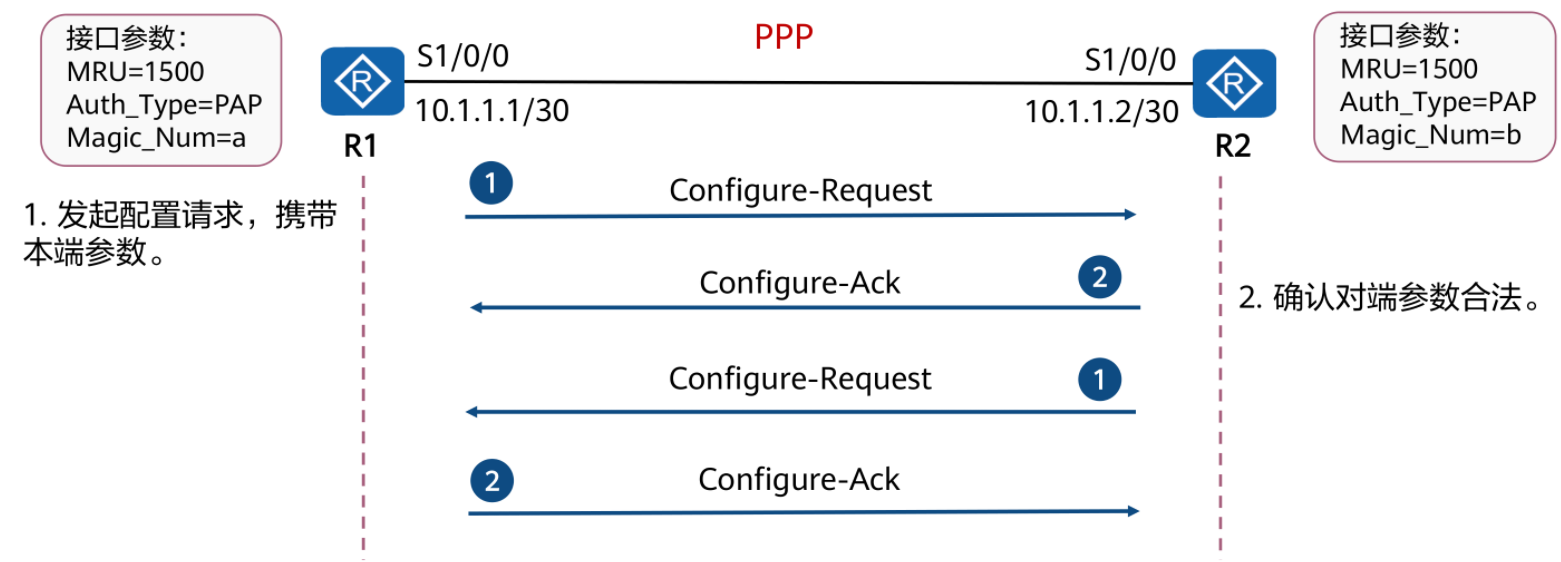 接口参数：
MRU=1500
Auth_Type=PAP
Magic_Num=a
S1/0/0
PPP
S1/0/0
接口参数：
MRU=1500
Auth_Type=PAP
Magic_Num=b
R
R
10.1.1.1/30
10.1.1.2/30
R1
R2
1
Configure-Request
1. 发起配置请求，携带
本端参数。
Configure-Ack
2
2. 确认对端参数合法。
Configure-Request
1
2
Configure-Ack